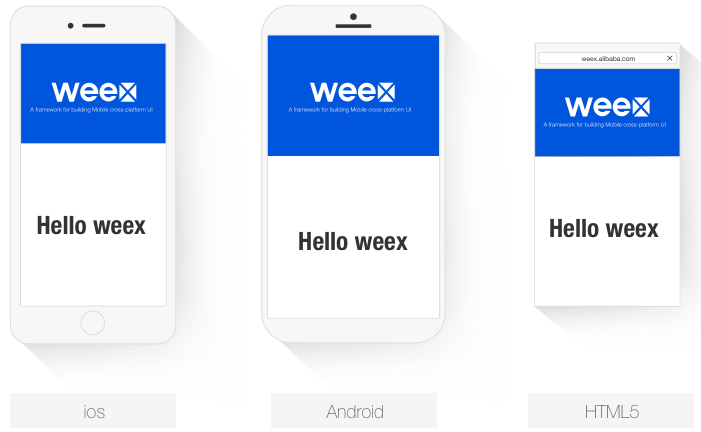 weex
A framework for building Mobile cross-platform UI
Hello weex
ios
weex
A framework for building Mobile cross-platform UI
Hello weex
Android
weex.alibaba.com
weex
A framework for building Mobile cross-platform UI
Hello weex
HTML5